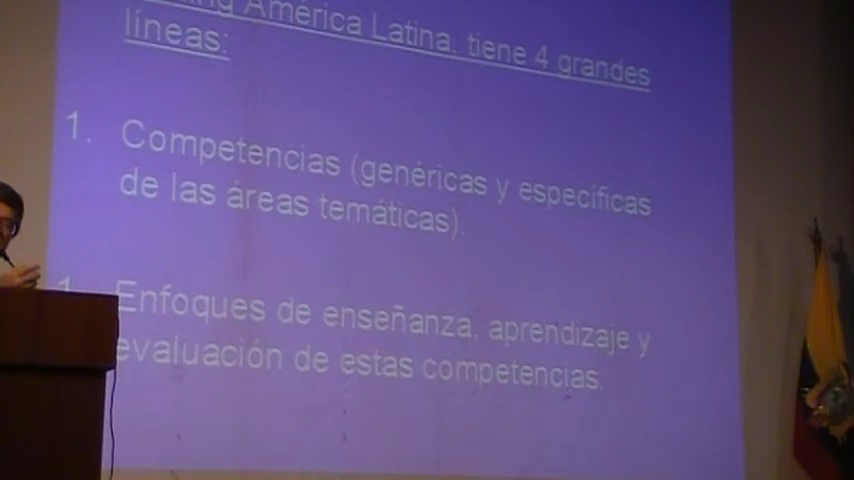 América Latina, tiene 4 grandes
líneas:
1. Competencias (genéricas y específicas
de las áreas temáticas).
1. Enfoques de enseñanza, aprendizaje y
evaluación de estas competencias.